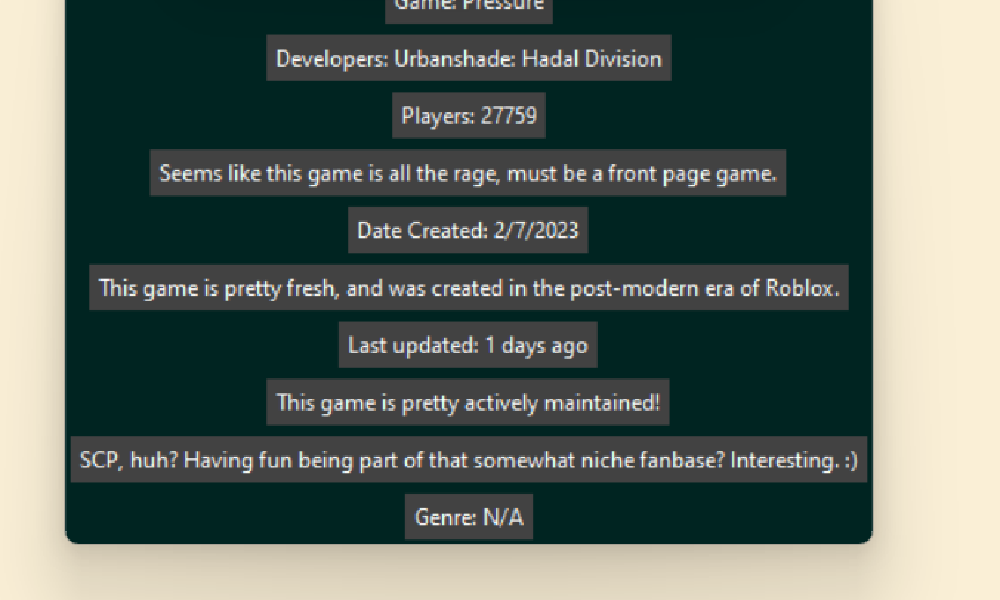 Game: Pressure
Developers: Urbanshade: Hadal Division
Players: 27759
Seems like this game is all the rage, must be a front page game.
Date Created: 2/7/2023
This game is pretty fresh, and was created in the post-modern era of Roblox.
Last updated: 1 days ago
This game is pretty actively maintained!
SCP, huh? Having fun being part of that somewhat niche fanbase? Interesting. :)
Genre: N/A